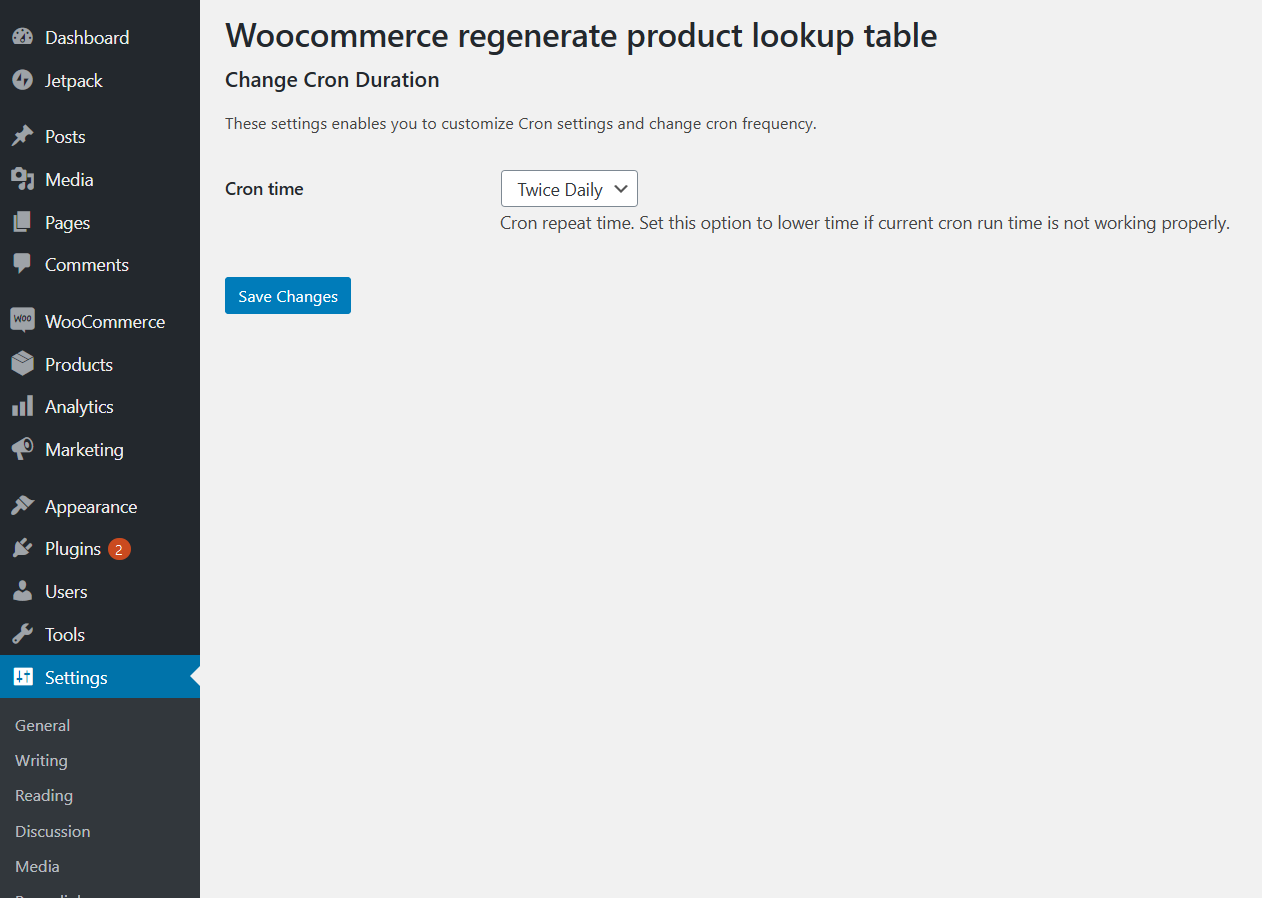 Dashboard
Jetpack
Posts
Media
Pages
Comments
Woo WooCommerce
Products
Analytics
Marketing
Appearance
Plugins 2
Users
Tools
Settings
General
Writing
Reading
Discussion
Media
Woocommerce regenerate product lookup table
Change Cron Duration
These settings enables you to customize Cron settings and change cron frequency.
Cron time
Twice Daily
Cron repeat time. Set this option to lower time if current cron run time is not working properly.
Save Changes